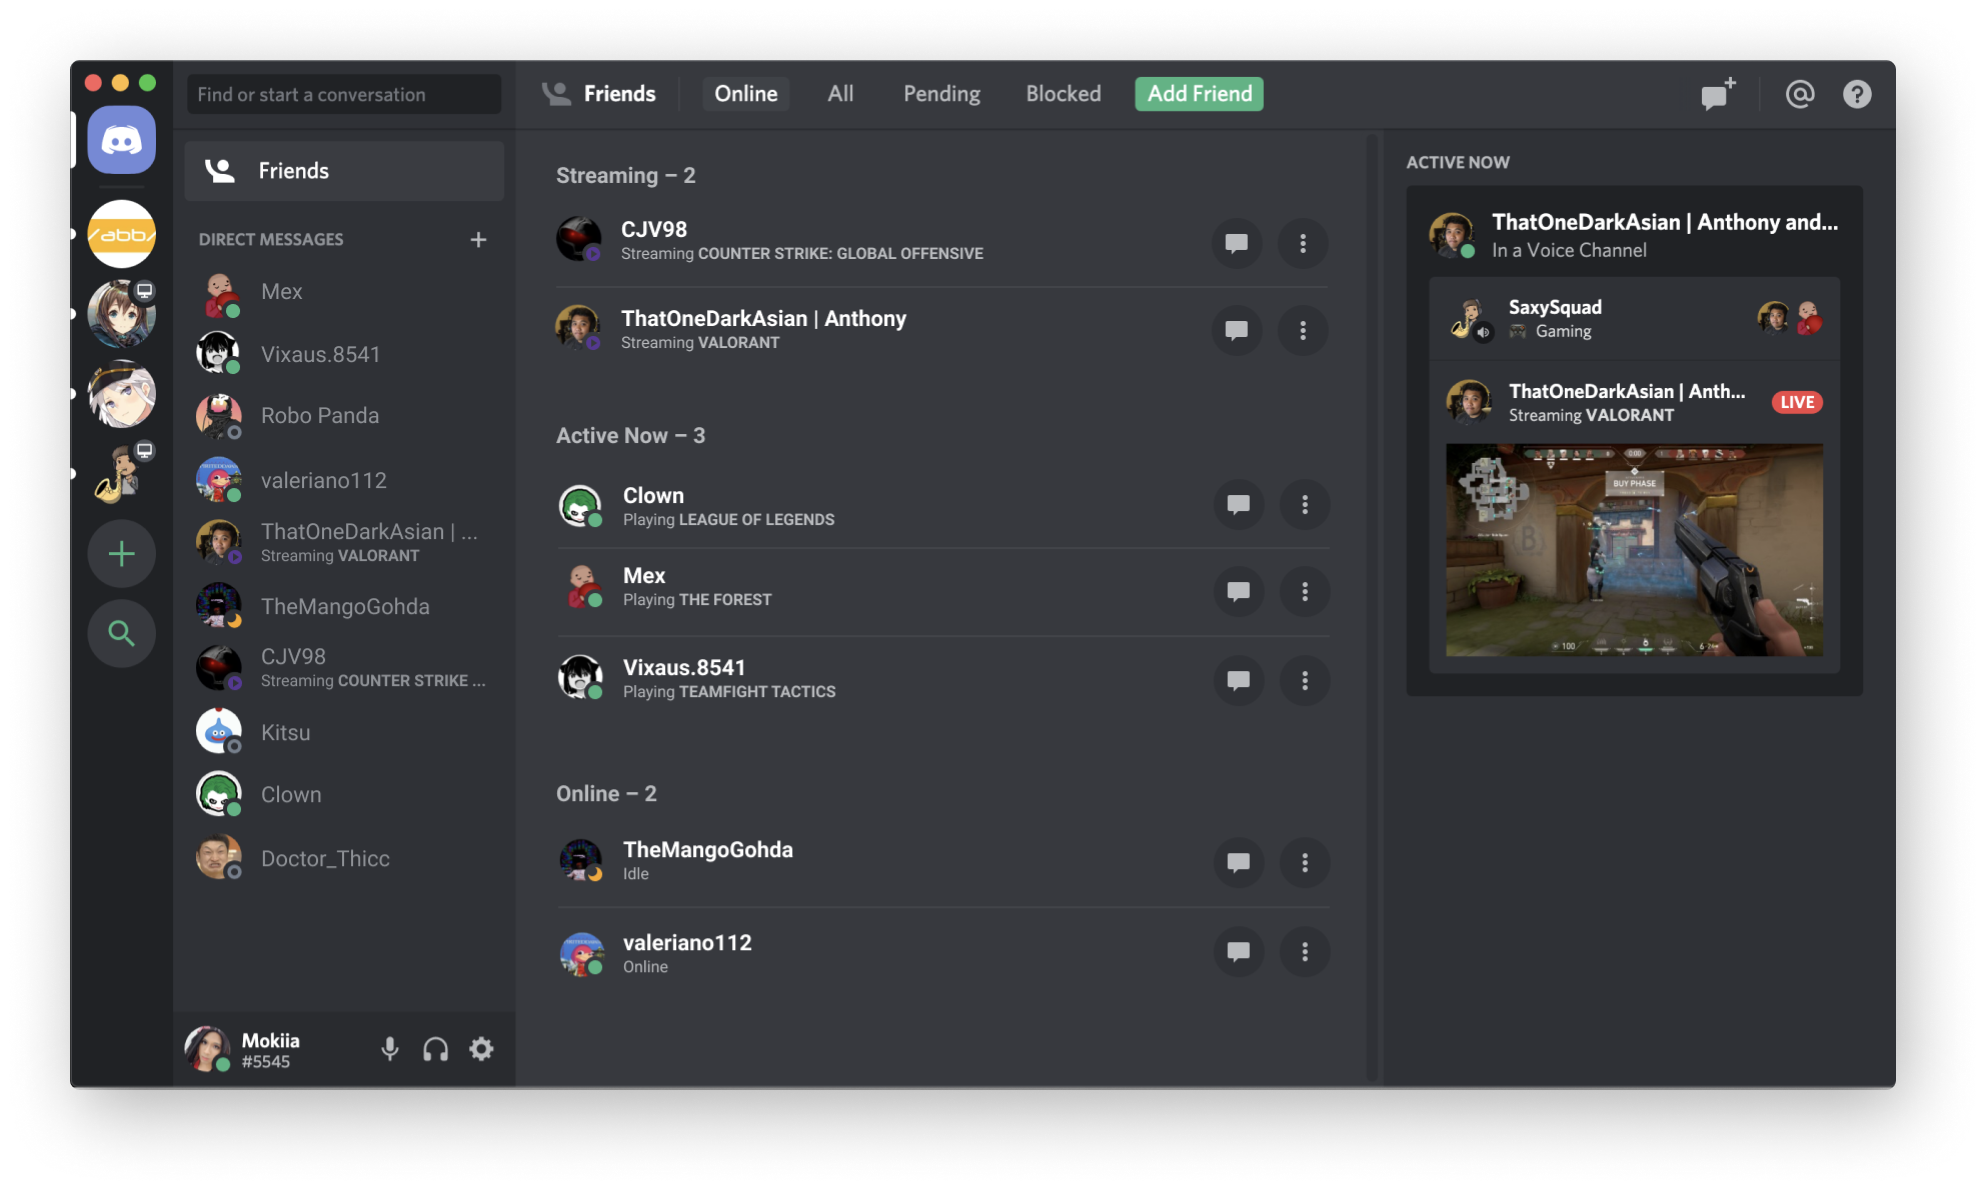 Find or start a conversation
Friends
Online
All
Pending
Blocked
Add Friend
/abb/
Friends
DIRECT MESSAGES
Mex
Vixaus.8541
Robo Panda
valeriano112
ThatOneDarkAsian | ...
Streaming VALORANT
TheMangoGohda
CJV98
Streaming COUNTER STRIKE ...
Kitsu
Clown
Doctor_Thicc
Mokiia
#5545
Streaming – 2
CJV98
Streaming COUNTER STRIKE: GLOBAL OFFENSIVE
ThatOneDarkAsian | Anthony
Streaming VALORANT
Active Now – 3
Clown
Playing LEAGUE OF LEGENDS
Mex
Playing THE FOREST
Vixaus.8541
Playing TEAMFIGHT TACTICS
Online – 2
TheMangoGohda
Idle
valeriano112
Online
ACTIVE NOW
ThatOneDarkAsian | Anthony and...
In a Voice Channel
SaxySquad
Gaming
ThatOneDarkAsian | Anth...
LIVE
Streaming VALORANT
0:00
BUY PHASE
B
100